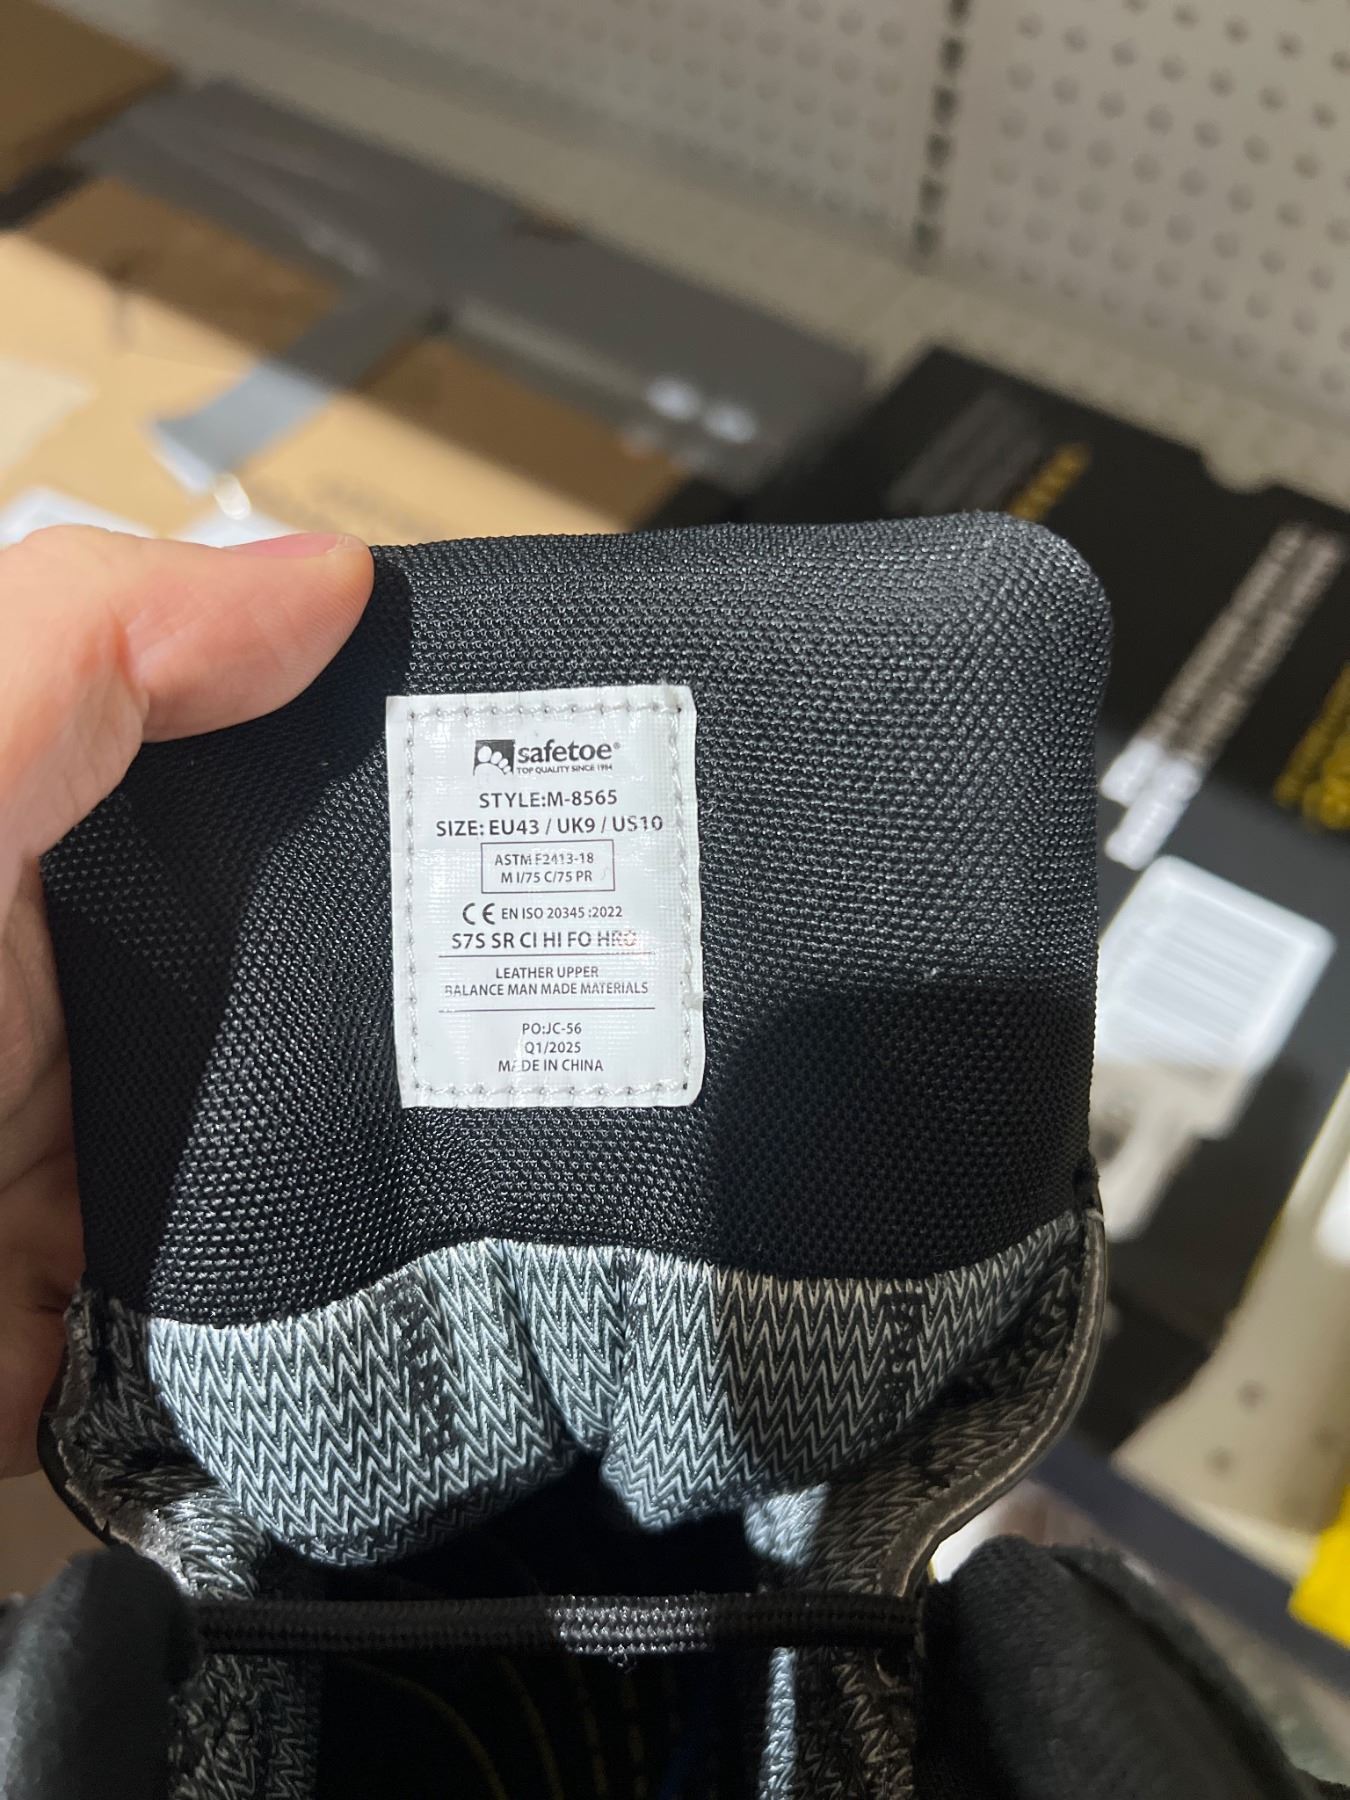 safetoe®
TOP QUALITY SINCE 1984
STYLE:M-8565
SIZE: EU43 / UK9 / US10
ASTM F2413-18
M I/75 C/75 PR
CE EN ISO 20345 :2022
S7S SR CI HI FO HRO
LEATHER UPPER
BALANCE MAN MADE MATERIALS
PO:JC-56
Q1/2025
MADE IN CHINA